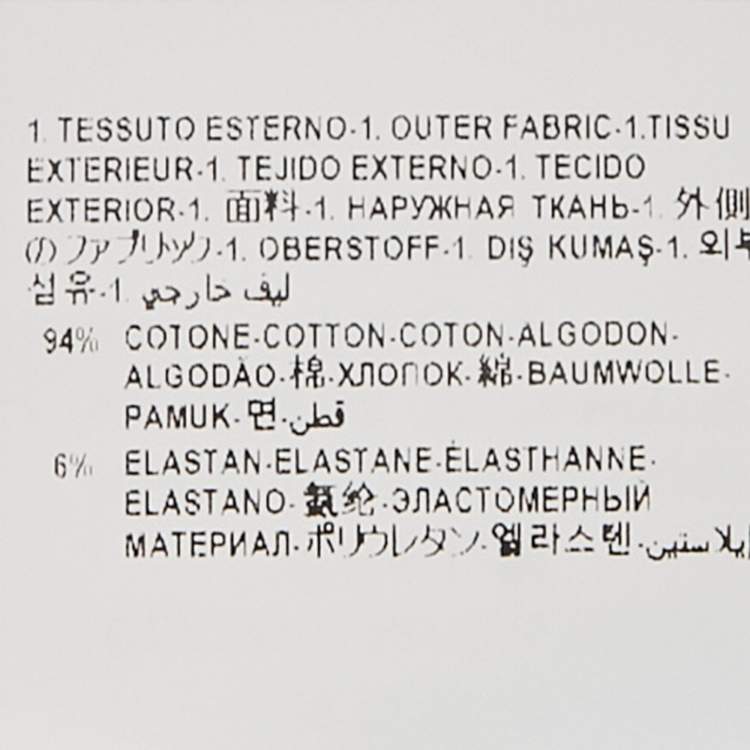 1. TESSUTO ESTERNO-1. OUTER FABRIC-1.TISSU
EXTERIEUR-1. TEJIDO EXTERNO-1. TECIDO
EXTERIOR-1. 面料-1. НАРУЖНАЯ ТКАНЬ-1. 外側
のファブリック-1. OBERSTOFF-1. DIŞ KUMAŞ-1. 외부
섬유-1. ليف خارجي
94% COTONE-COTTON-COTON-ALGODON-
ALGODÃO-棉-ХЛОПОК-綿-BAUMWOLLE-
PAMUK-면-قطن
6% ELASTAN-ELASTANE-ÉLASTHANNE-
ELASTANO-氨纶-ЭЛАСТОМЕРНЫЙ
МАТЕРИАЛ-ポリウレタン-엘라스텐-إيلاستين